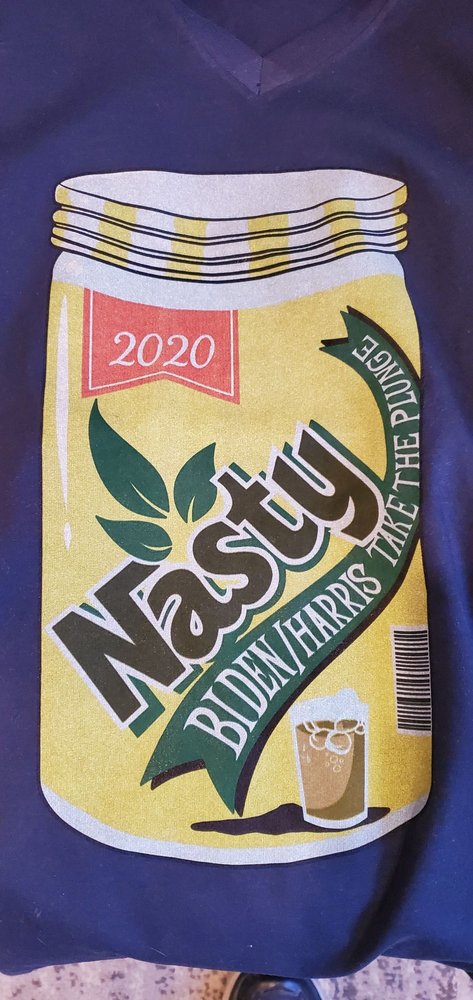 2020
Nasty
BIDEN/HARRIS TAKE THE PLUNGE